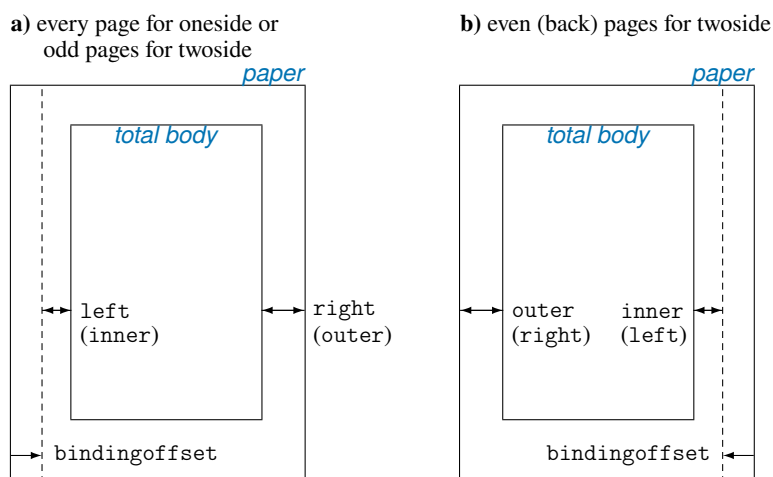 a) every page for oneside or
odd pages for twoside
paper
total body
left
(inner)
right
(outer)
bindingoffset
b) even (back) pages for twoside
paper
total body
outer
(right)
inner
(left)
bindingoffset